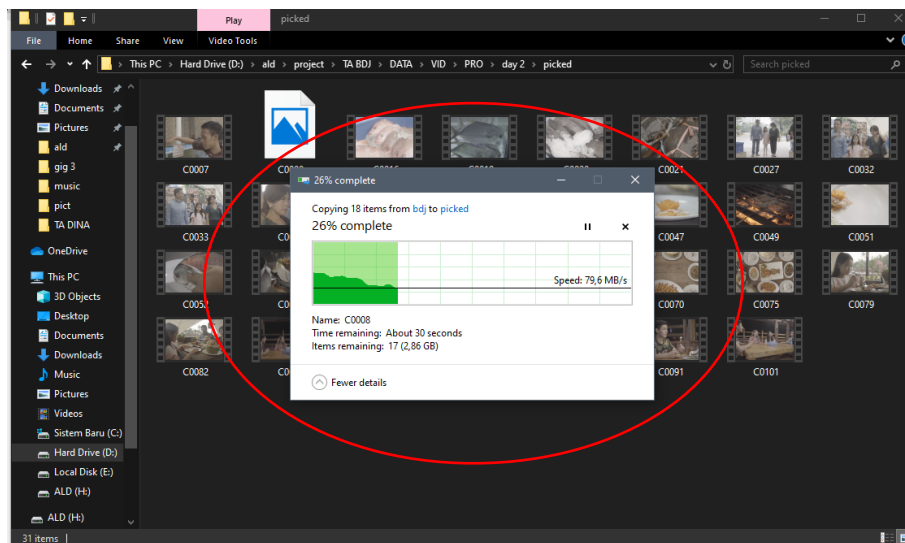 Play picked
File Home Share View Video Tools
This PC > Hard Drive (D:) > ald > project > TA BDJ > DATA > VID > PRO > day 2 > picked
Search picked
Downloads
Documents
Pictures
ald
gig 3
music
pict
TA DINA
OneDrive
This PC
3D Objects
Desktop
Documents
Downloads
Music
Pictures
Videos
Sistem Baru (C:)
Hard Drive (D:)
Local Disk (E:)
ALD (H:)
ALD (H:)
C0007
C0021 C0027 C0032
C0033
C0047 C0049 C0051
C0052
C0070 C0075 C0079
C0082
C0091 C0101
26% complete
Copying 18 items from bdj to picked
26% complete
Speed: 79,6 MB/s
Name: C0008
Time remaining: About 30 seconds
Items remaining: 17 (2,86 GB)
Fewer details
31 items